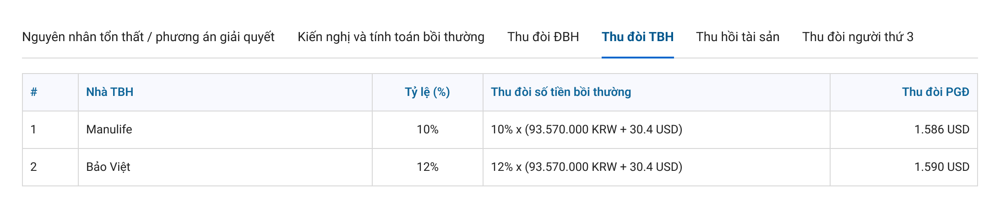 Nguyên nhân tổn thất / phương án giải quyết Kiến nghị và tính toán bồi thường Thu đòi ĐBH Thu đòi TBH Thu hồi tài sản Thu đòi người thứ 3
# Nhà TBH Tỷ lệ (%) Thu đòi số tiền bồi thường Thu đòi PGĐ
1 Manulife 10% 10% x (93.570.000 KRW + 30.4 USD) 1.586 USD
2 Bảo Việt 12% 12% x (93.570.000 KRW + 30.4 USD) 1.590 USD